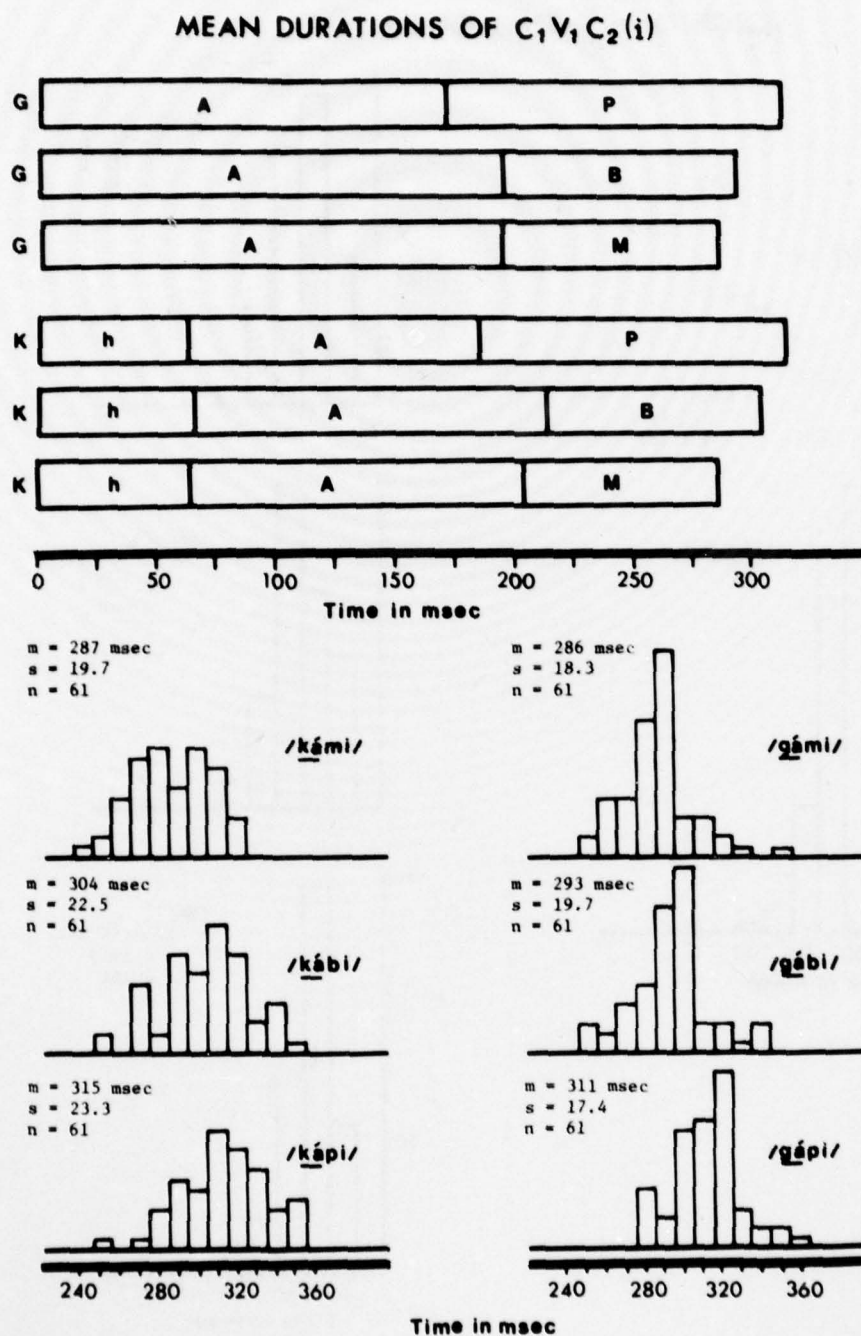 MEAN DURATIONS OF C₁V₁C₂(i)
G A P
G A B
G A M
K h A P
K h A B
K h A M
0 50 100 150 200 250 300
Time in msec
m = 287 msec
s = 19.7
n = 61
/kámi/
m = 286 msec
s = 18.3
n = 61
/gámi/
m = 304 msec
s = 22.5
n = 61
/kábi/
m = 293 msec
s = 19.7
n = 61
/gábi/
m = 315 msec
s = 23.3
n = 61
/kápi/
m = 311 msec
s = 17.4
n = 61
/gápi/
240 280 320 360
240 280 320 360
Time in msec